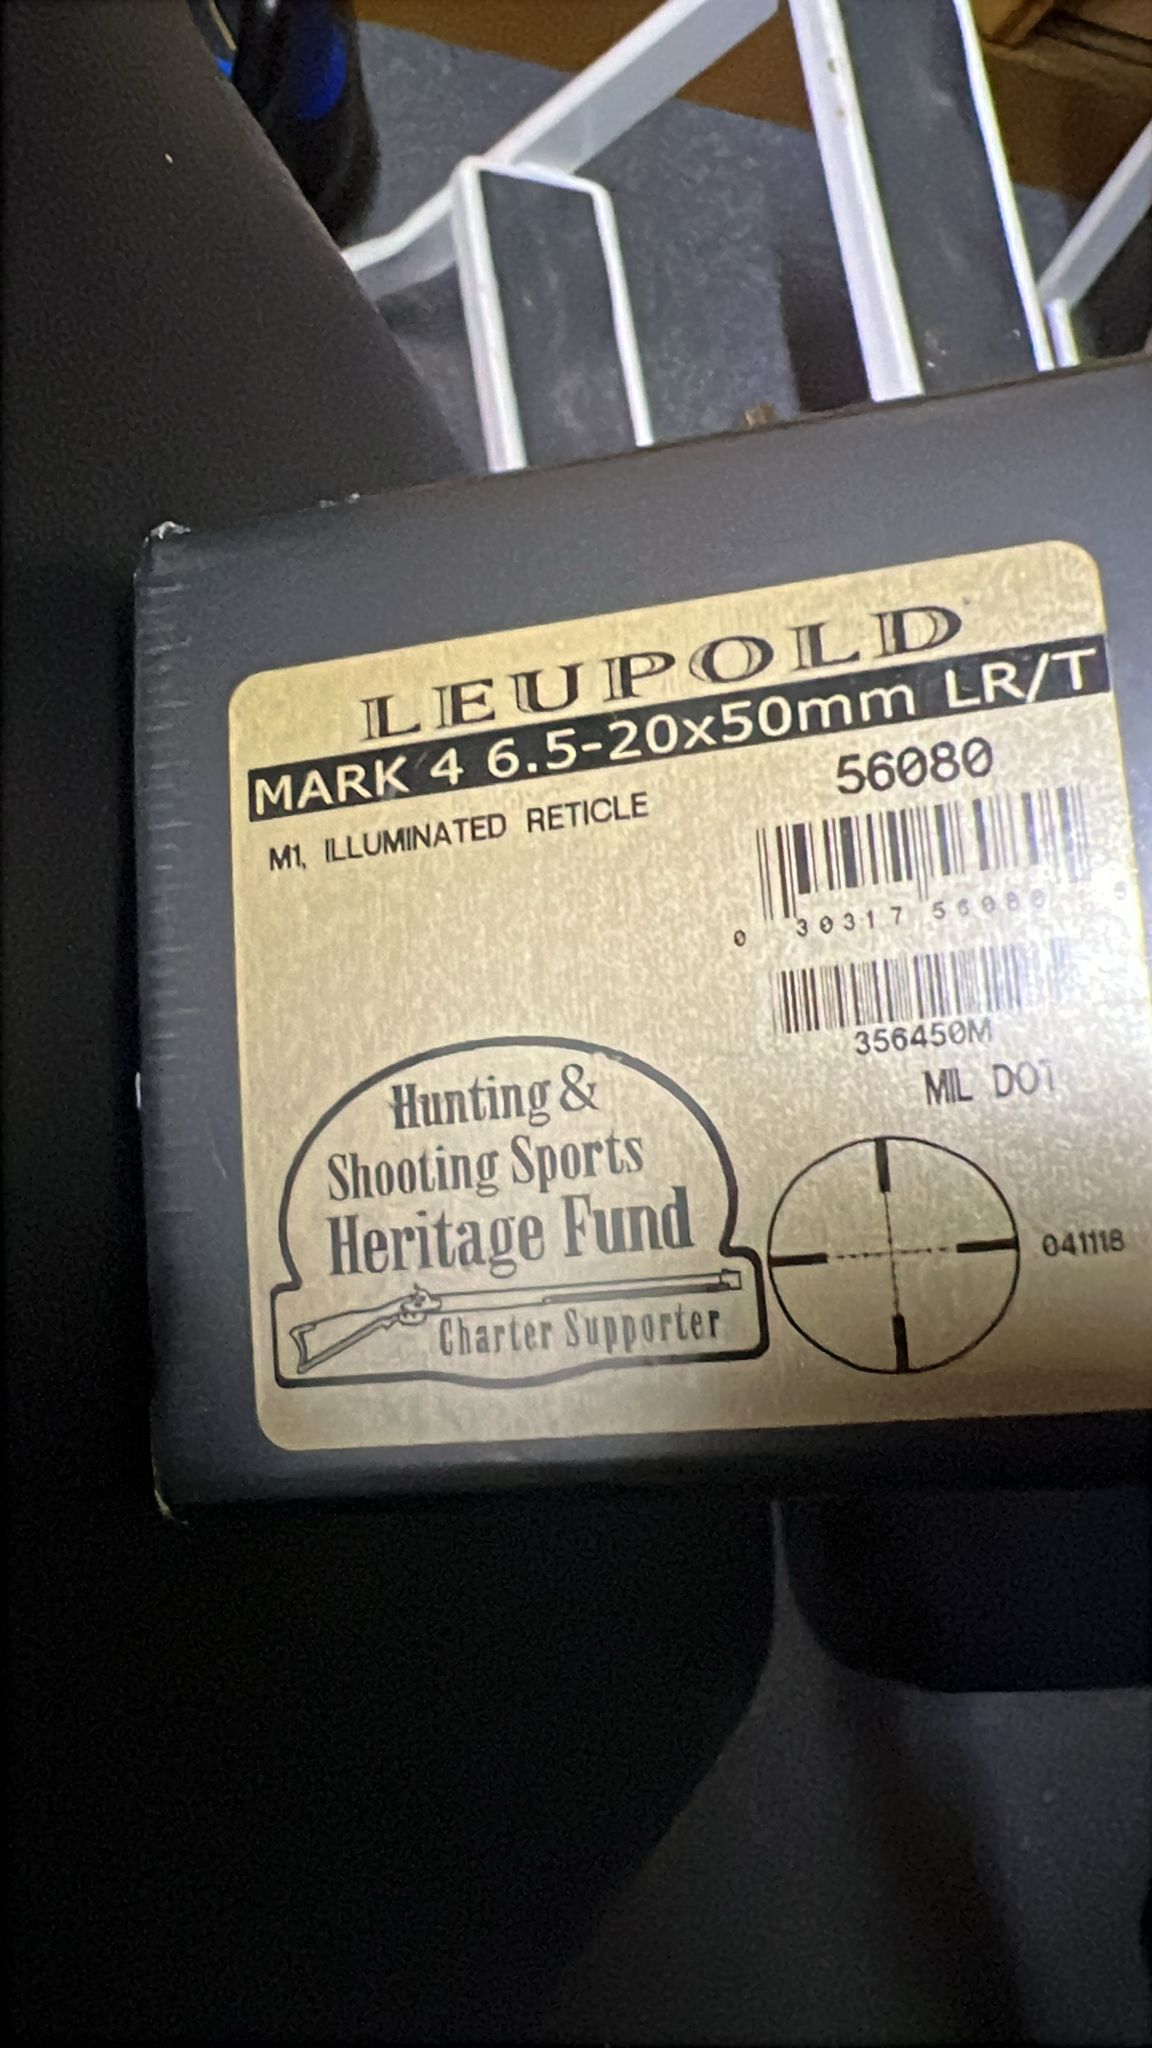 LEUPOLD
MARK 4 6.5-20x50mm LR/T
M1, ILLUMINATED RETICLE
56080
0 30317 56080
356450M
MIL DOT
Hunting &
Shooting Sports
Heritage Fund
Charter Supporter
041118